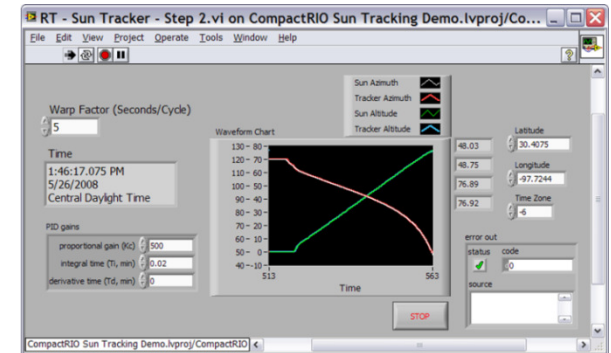 RT - Sun Tracker - Step 2.vi on CompactRIO Sun Tracking Demo.lvproj/Co...
File Edit View Project Operate Tools Window Help
Sun Azimuth
Tracker Azimuth
Sun Altitude
Tracker Altitude
Warp Factor (Seconds/Cycle)
5
Time
1:46:17.075 PM
5/26/2008
Central Daylight Time
PID gains
proportional gain (Kc) 500
integral time (Ti, min) 0.02
derivative time (Td, min) 0
Waveform Chart
130 - 80
120 - 70
110 - 60
100 - 50
90 - 40
80 - 30
70 - 20
60 - 10
50 - 0
40 - -10
513 563
Time
48.03
48.75
76.89
76.92
Latitude
30.4075
Longitude
-97.7244
Time Zone
-6
error out
status code
0
source
STOP
CompactRIO Sun Tracking Demo.lvproj/CompactRIO